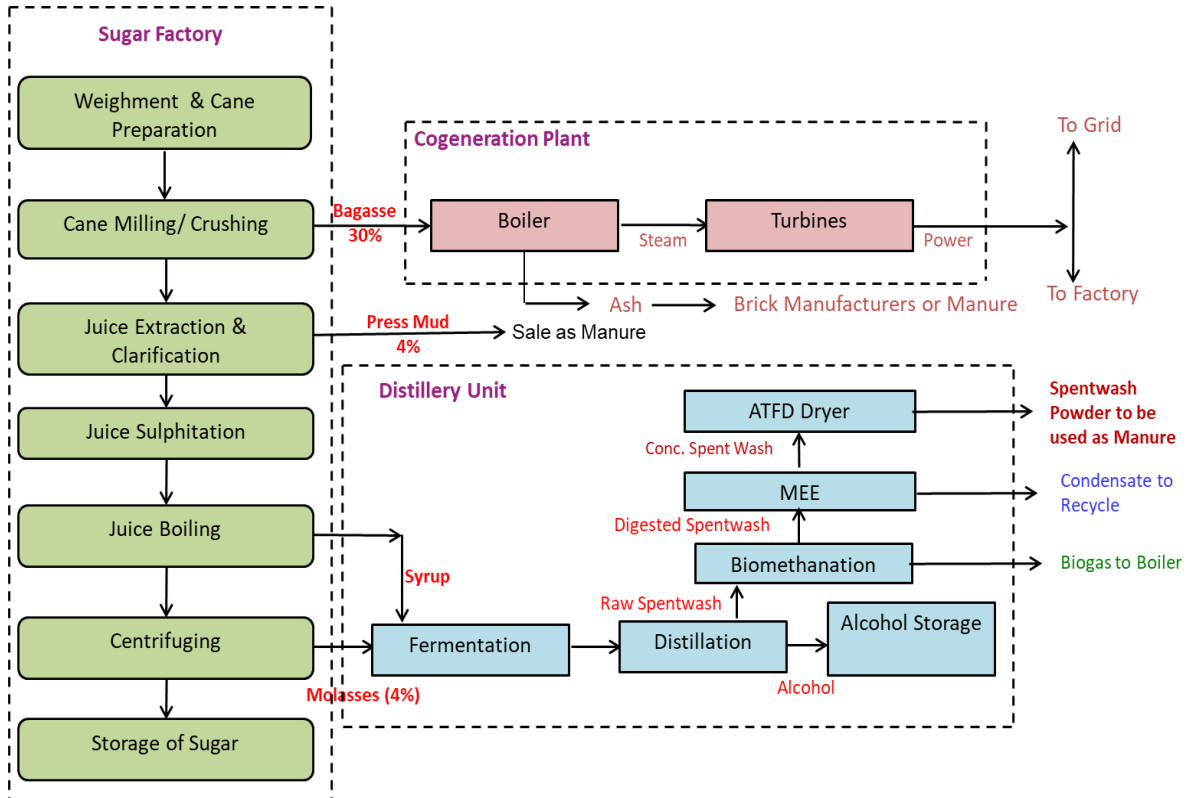 Sugar Factory
Weighment & Cane
Preparation
Cane Milling/ Crushing
Juice Extraction &
Clarification
Juice Sulphitation
Juice Boiling
Centrifuging
Storage of Sugar
Bagasse
30%
Press Mud
4%
Sale as Manure
Syrup
Molasses (4%)
Cogeneration Plant
Boiler
Steam
Turbines
Power
To Grid
To Factory
Ash
Brick Manufacturers or Manure
Distillery Unit
ATFD Dryer
Spentwash
Powder to be
used as Manure
Conc. Spent Wash
MEE
Condensate to
Recycle
Digested Spentwash
Biomethanation
Biogas to Boiler
Raw Spentwash
Fermentation
Distillation
Alcohol
Alcohol Storage